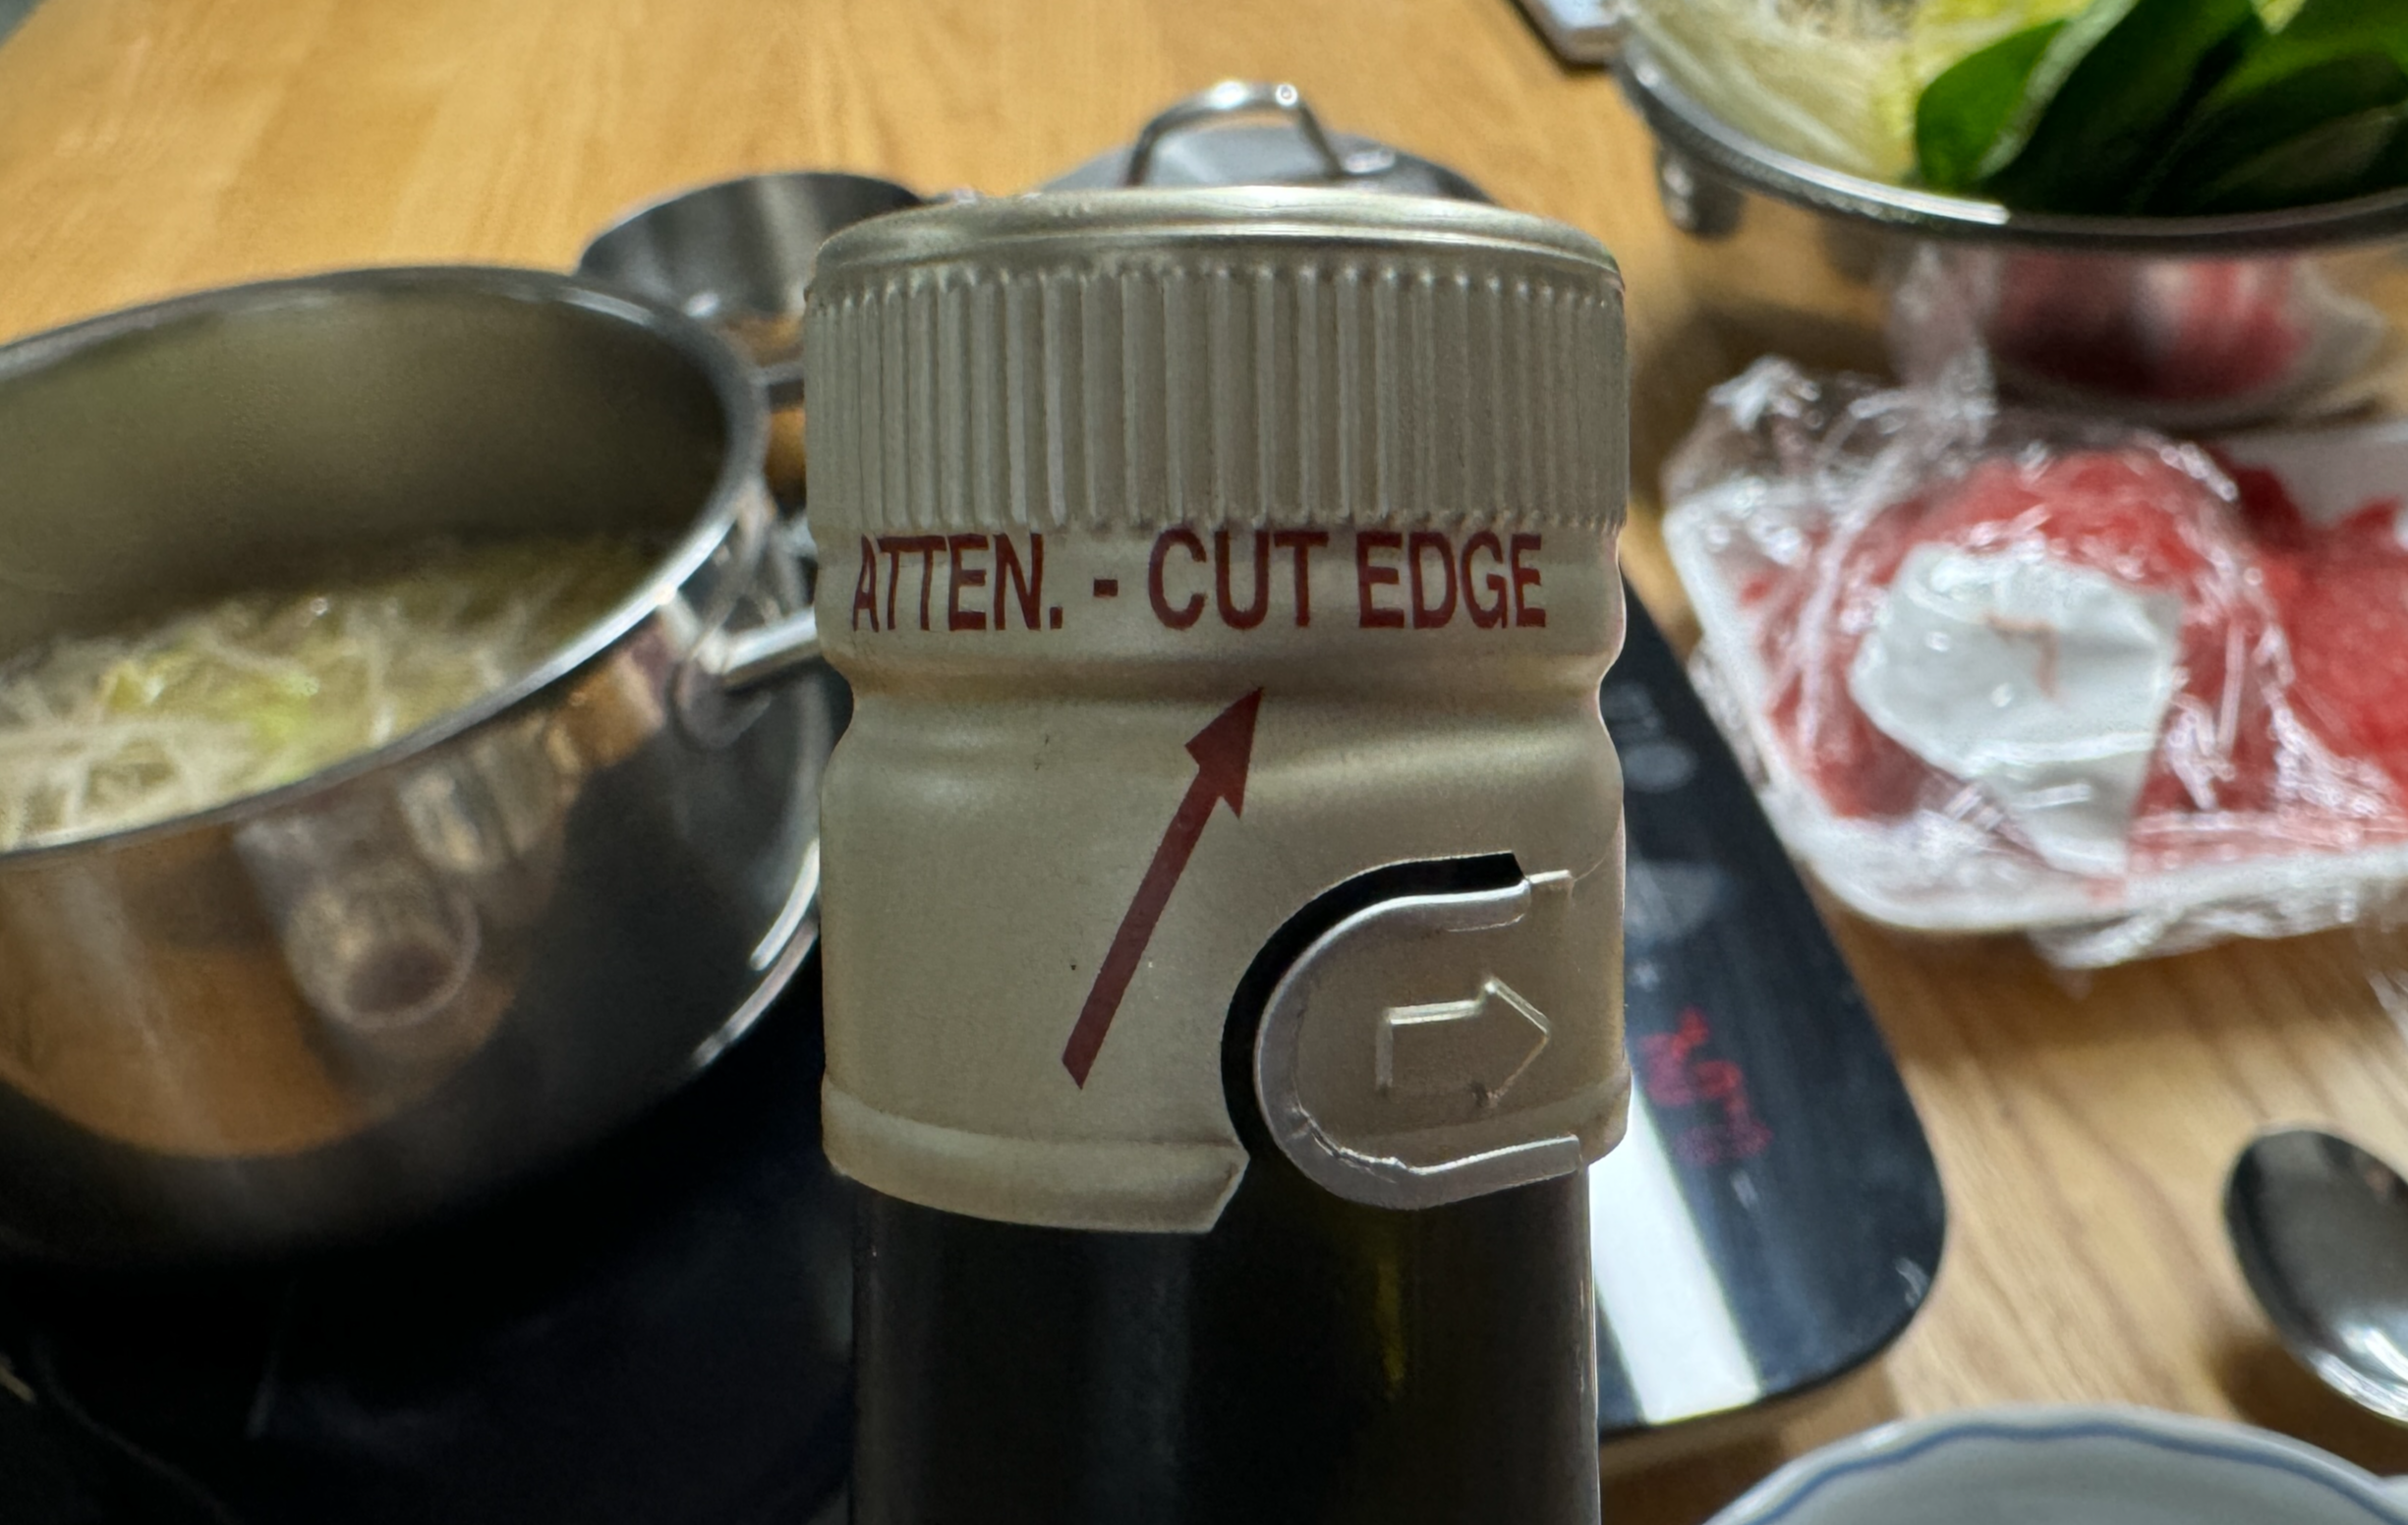 ATTEN. - CUT EDGE